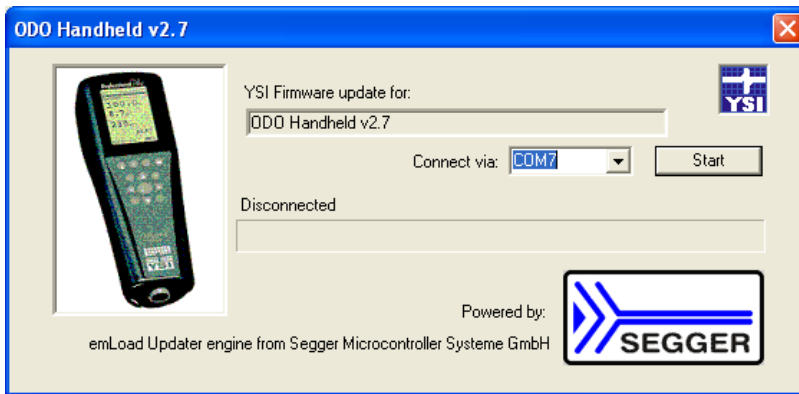 ODO Handheld v2.7
YSI Firmware update for:
ODO Handheld v2.7
Connect via: COM7 Start
Disconnected
Powered by:
emLoad Updater engine from Segger Microcontroller Systeme GmbH
SEGGER
YSI
YSI